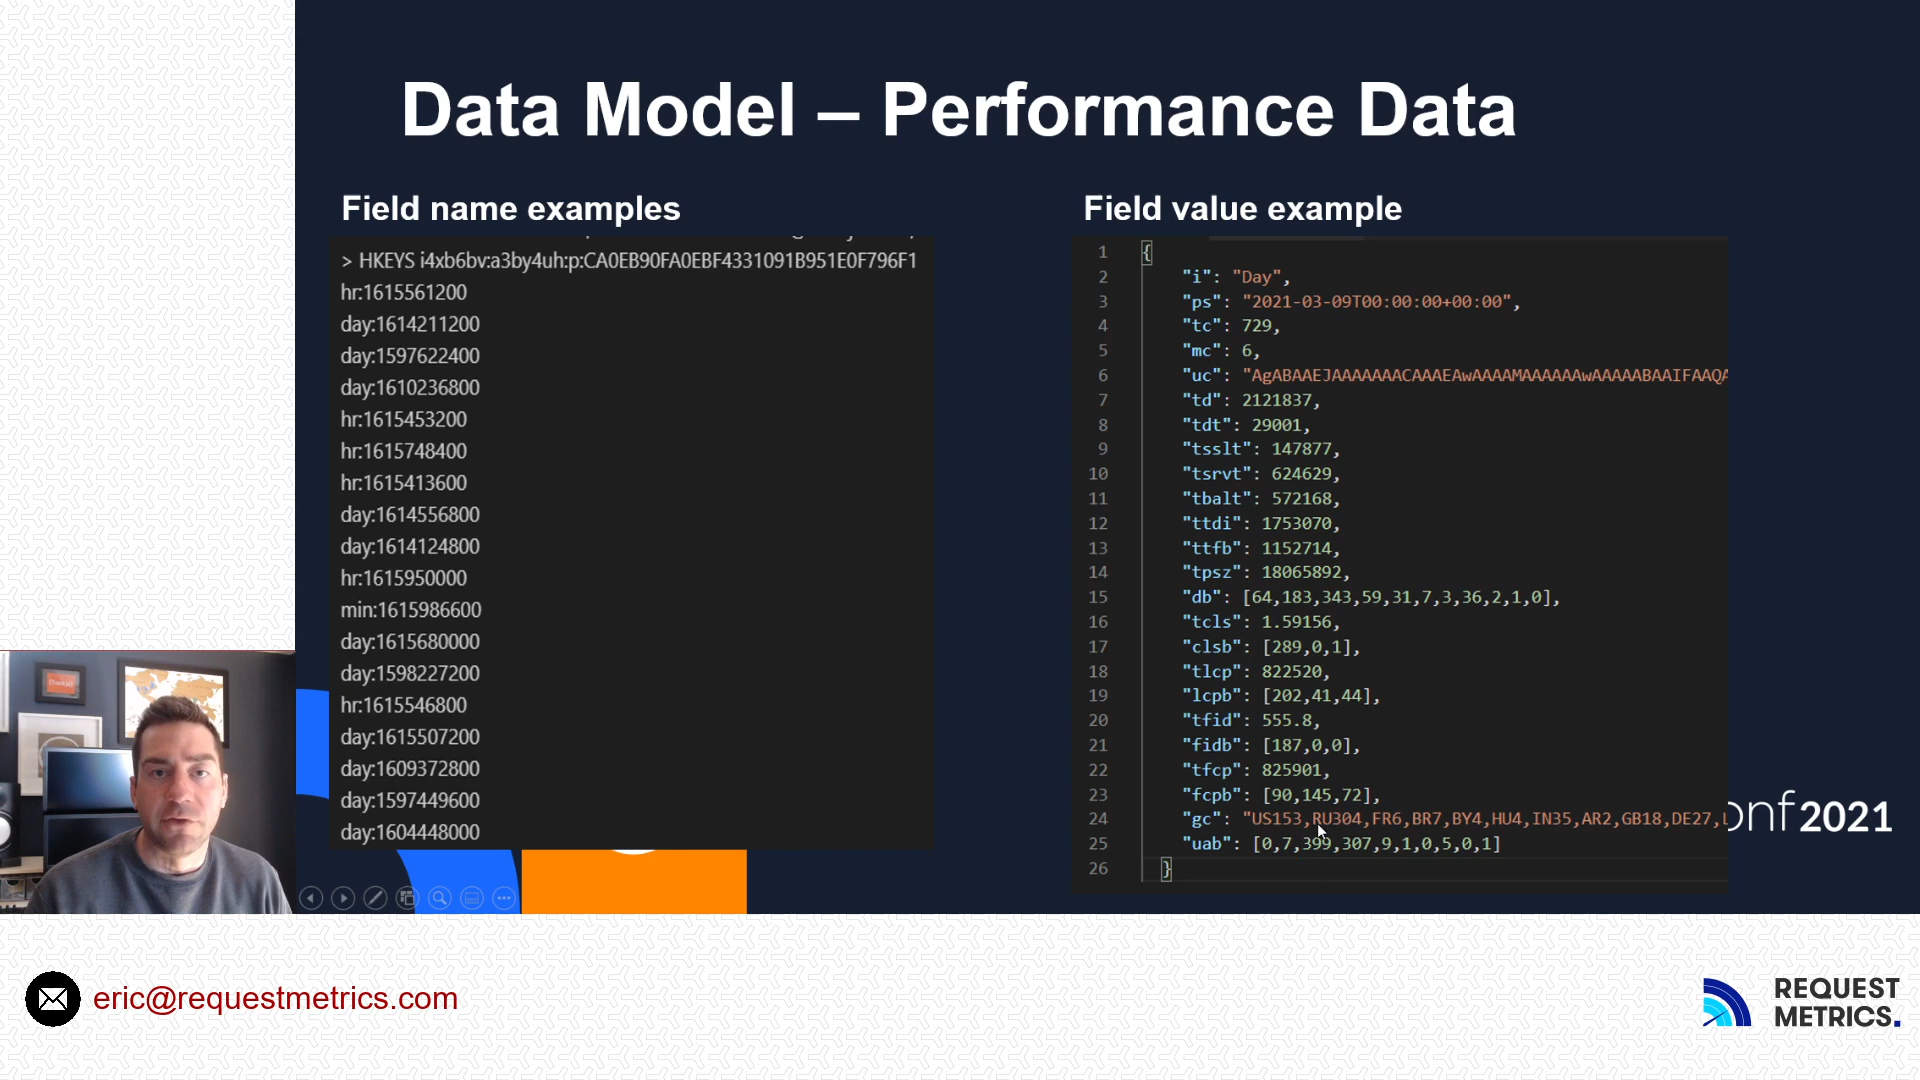 Data Model – Performance Data
Field name examples
> HKEYS i4xb6bv:a3by4uh:p:CA0EB90FA0EBF4331091B951E0F796F1
hr:1615561200
day:1614211200
day:1597622400
day:1610236800
hr:1615453200
hr:1615748400
hr:1615413600
day:1614556800
day:1614124800
hr:1615950000
min:1615986600
day:1615680000
day:1598227200
hr:1615546800
day:1615507200
day:1609372800
day:1597449600
day:1604448000
Field value example
1 {
2 "i": "Day",
3 "ps": "2021-03-09T00:00:00+00:00",
4 "tc": 729,
5 "mc": 6,
6 "uc": "AgABAAEJAAAAAAACAAAEAwAAAAMAAAAAAwAAAAABAAIFAAQA
7 "td": 2121837,
8 "tdt": 29001,
9 "tsslt": 147877,
10 "tsrvt": 624629,
11 "tbalt": 572168,
12 "ttdi": 1753070,
13 "ttfb": 1152714,
14 "tpsz": 18065892,
15 "db": [64,183,343,59,31,7,3,36,2,1,0],
16 "tcls": 1.59156,
17 "clsb": [289,0,1],
18 "tlcp": 822520,
19 "lcpb": [202,41,44],
20 "tfid": 555.8,
21 "fidb": [187,0,0],
22 "tfcp": 825901,
23 "fcpb": [90,145,72],
24 "gc": "US153,RU304,FR6,BR7,BY4,HU4,IN35,AR2,GB18,DE27,
25 "uab": [0,7,399,307,9,1,0,5,0,1]
26 }
onf2021
eric@requestmetrics.com
REQUEST
METRICS.